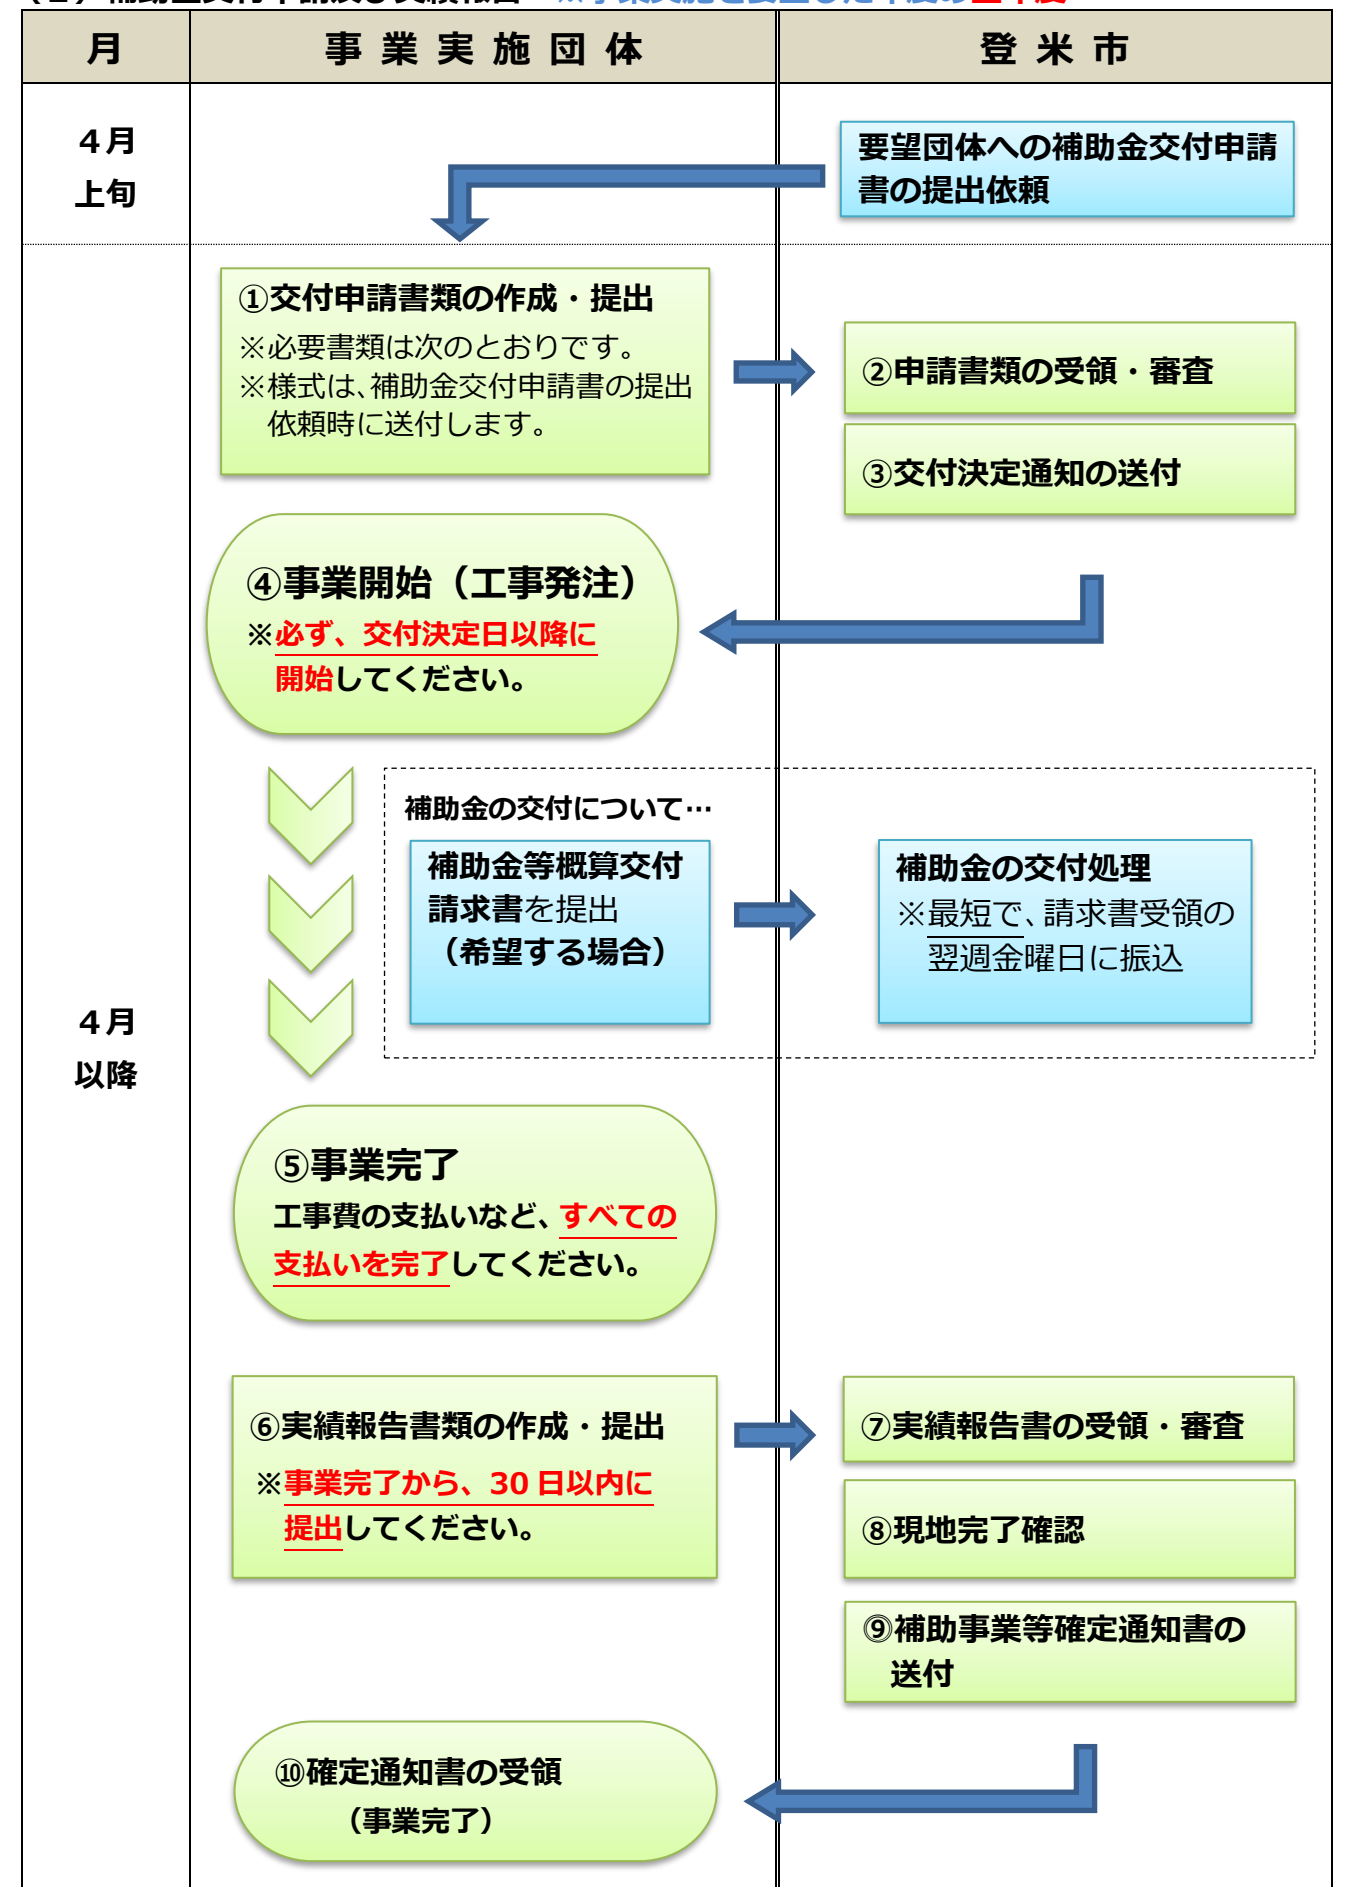 月
事業実施団体
登米市
４月
上旬
要望団体への補助金交付申請
書の提出依頼
①交付申請書類の作成・提出
※必要書類は次のとおりです。
※様式は、補助金交付申請書の提出
依頼時に送付します。
②申請書類の受領・審査
③交付決定通知の送付
④事業開始（工事発注）
※必ず、交付決定日以降に
開始してください。
補助金の交付について…
補助金等概算交付
請求書を提出
（希望する場合）
補助金の交付処理
※最短で、請求書受領の
翌週金曜日に振込
４月
以降
⑤事業完了
工事費の支払いなど、すべての
支払いを完了してください。
⑥実績報告書類の作成・提出
※事業完了から、30日以内に
提出してください。
⑦実績報告書の受領・審査
⑧現地完了確認
⑨補助事業等確定通知書の
送付
⑩確定通知書の受領
（事業完了）